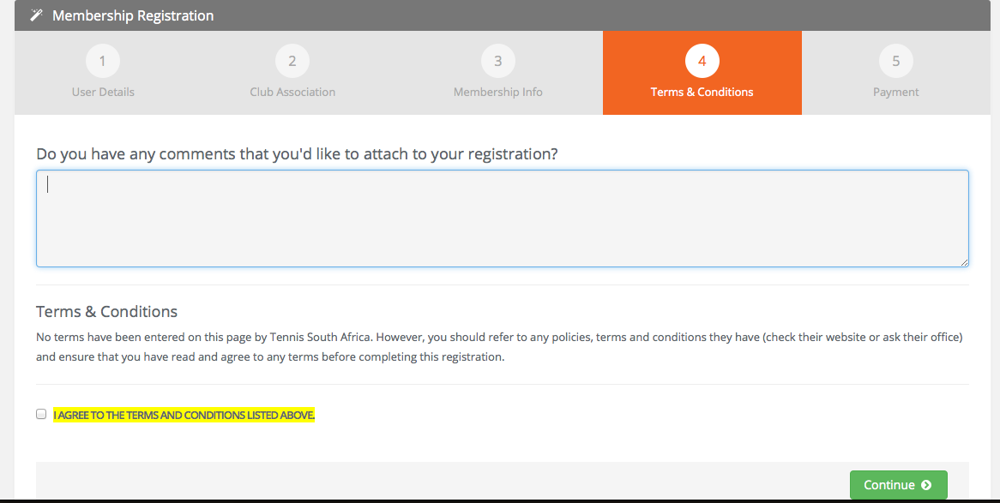 Membership Registration
1
User Details
2
Club Association
3
Membership Info
4
Terms & Conditions
5
Payment
Do you have any comments that you'd like to attach to your registration?
Terms & Conditions
No terms have been entered on this page by Tennis South Africa. However, you should refer to any policies, terms and conditions they have (check their website or ask their office)
and ensure that you have read and agree to any terms before completing this registration.
I AGREE TO THE TERMS AND CONDITIONS LISTED ABOVE.
Continue